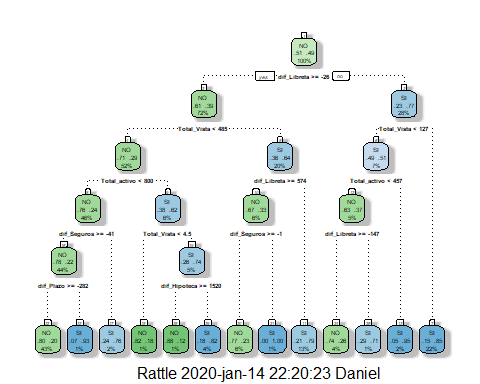 NO
.51 .49
100%
yes dif_Libreta >= -26 no
NO
.61 .39
72%
SI
.23 .77
28%
Total_Vista < 485
Total_Vista < 127
NO
.71 .29
52%
SI
.36 .64
20%
SI
.49 .51
7%
Total_activo < 800
dif_Libreta >= 574
Total_activo < 457
NO
.76 .24
46%
SI
.38 .62
6%
NO
.67 .33
6%
NO
.63 .37
5%
dif_Seguros >= -41
Total_Vista < 4.5
dif_Seguros >= -1
dif_Libreta >= -147
NO
.78 .22
44%
SI
.26 .74
5%
dif_Plazo >= -282
dif_Hipoteca >= 1520
NO
.80 .20
43%
SI
.07 .93
1%
SI
.24 .76
2%
NO
.82 .18
1%
NO
.88 .12
1%
SI
.18 .82
4%
NO
.77 .23
6%
SI
.00 1.00
1%
SI
.21 .79
13%
NO
.74 .26
4%
SI
.29 .71
1%
SI
.05 .95
2%
SI
.15 .85
22%
Rattle 2020-jan-14 22:20:23 Daniel